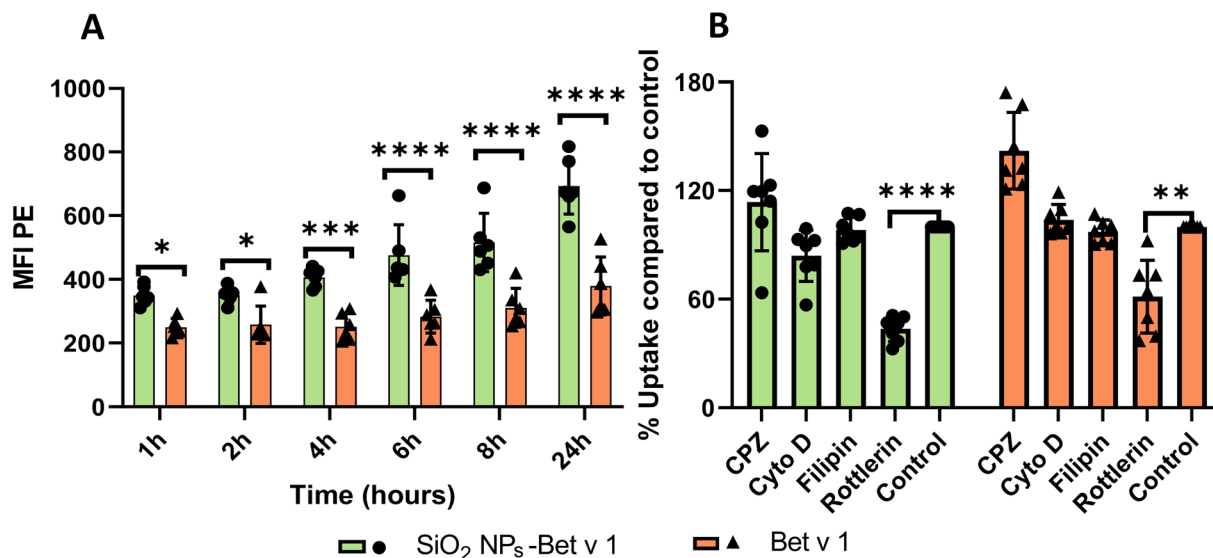 A
MFI PE
1000
800
600
400
200
0
*
*
***
****
****
****
1h
2h
4h
6h
8h
24h
Time (hours)
B
% Uptake compared to control
180
120
60
0
****
**
CPZ
Cyto D
Filipin
Rottlerin
Control
CPZ
Cyto D
Filipin
Rottlerin
Control
SiO₂ NPs-Bet v 1
Bet v 1